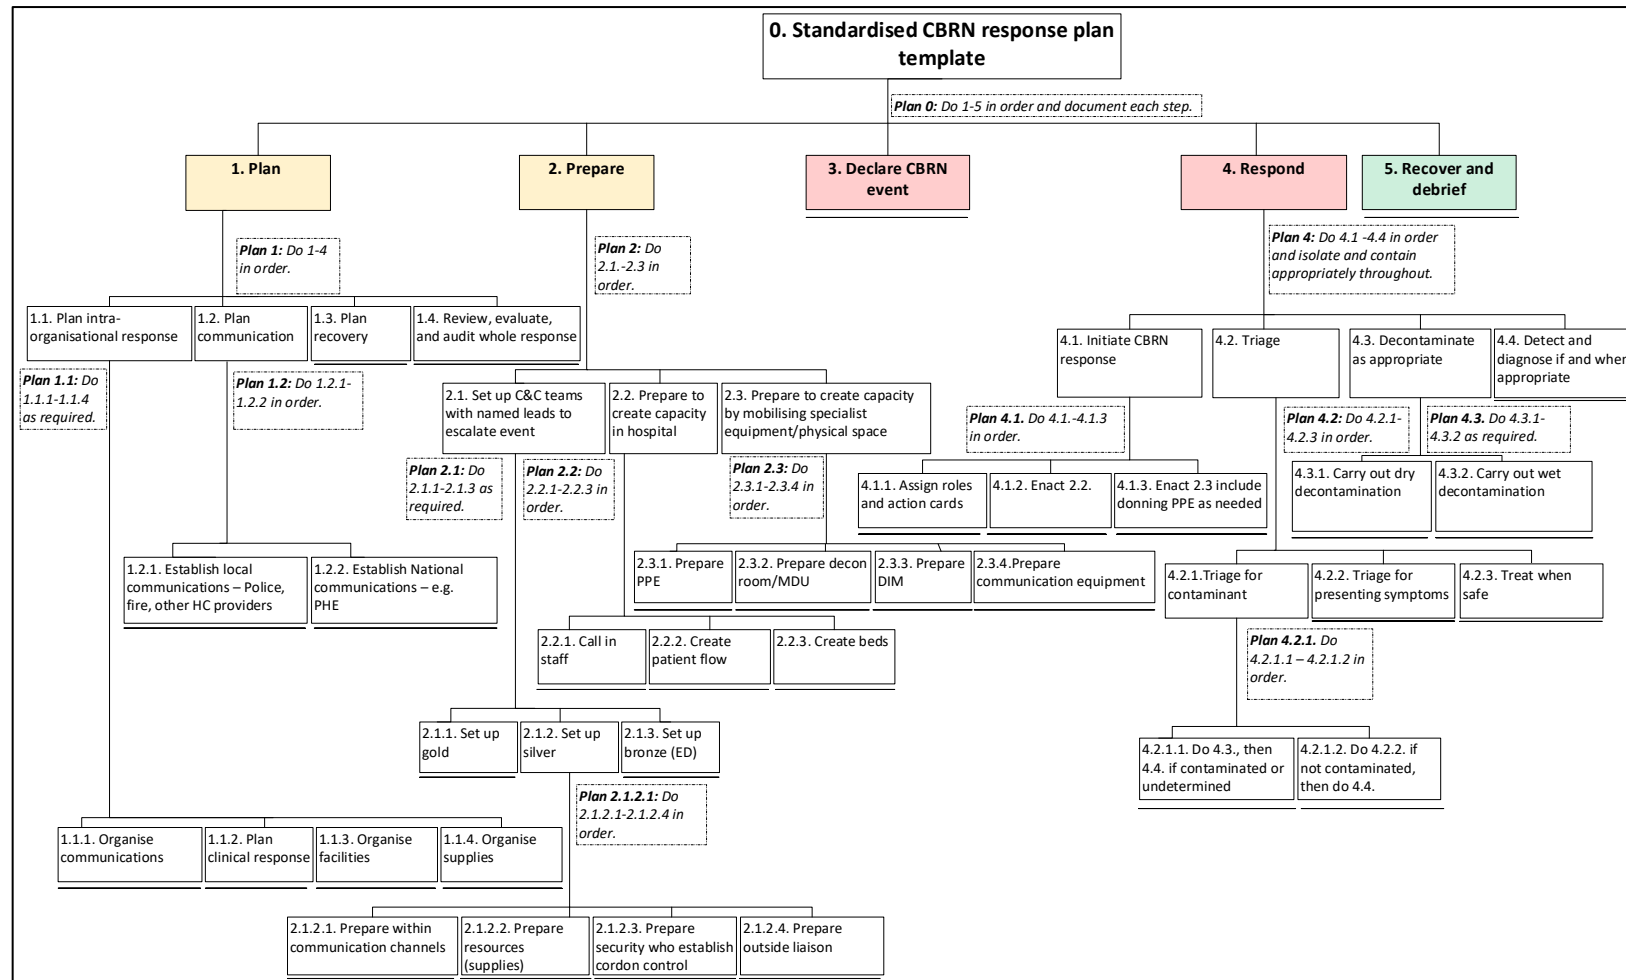 0. Standardised CBRN response plan
template
Plan 0: Do 1-5 in order and document each step.
1. Plan
2. Prepare
3. Declare CBRN
event
4. Respond
5. Recover and
debrief
Plan 1: Do 1-4
in order.
Plan 2: Do
2.1.-2.3 in
order.
Plan 4: Do 4.1 -4.4 in order
and isolate and contain
appropriately throughout.
1.1. Plan intra-
organisational response
1.2. Plan
communication
1.3. Plan
recovery
1.4. Review, evaluate,
and audit whole response
4.1. Initiate CBRN
response
4.2. Triage
4.3. Decontaminate
as appropriate
4.4. Detect and
diagnose if and when
appropriate
Plan 1.1: Do
1.1.1-1.1.4
as required.
Plan 1.2: Do 1.2.1-
1.2.2 in order.
2.1. Set up C&C teams
with named leads to
escalate event
2.2. Prepare to
create capacity
in hospital
2.3. Prepare to create capacity
by mobilising specialist
equipment/physical space
Plan 4.1. Do 4.1.-4.1.3
in order.
Plan 4.2: Do 4.2.1-
4.2.3 in order.
Plan 4.3. Do 4.3.1-
4.3.2 as required.
Plan 2.1: Do
2.1.1-2.1.3 as
required.
Plan 2.2: Do
2.2.1-2.2.3 in
order.
Plan 2.3: Do
2.3.1-2.3.4 in
order.
4.1.1. Assign roles
and action cards
4.1.2. Enact 2.2.
4.1.3. Enact 2.3 include
donning PPE as needed
4.3.1. Carry out dry
decontamination
4.3.2. Carry out wet
decontamination
1.2.1. Establish local
communications – Police,
fire, other HC providers
1.2.2. Establish National
communications – e.g.
PHE
2.3.1. Prepare
PPE
2.3.2. Prepare decon
room/MDU
2.3.3. Prepare
DIM
2.3.4.Prepare
communication equipment
4.2.1.Triage for
contaminant
4.2.2. Triage for
presenting symptoms
4.2.3. Treat when
safe
2.2.1. Call in
staff
2.2.2. Create
patient flow
2.2.3. Create beds
Plan 4.2.1. Do
4.2.1.1 – 4.2.1.2 in
order.
2.1.1. Set up
gold
2.1.2. Set up
silver
2.1.3. Set up
bronze (ED)
4.2.1.1. Do 4.3., then
4.4. if contaminated or
undetermined
4.2.1.2. Do 4.2.2. if
not contaminated,
then do 4.4.
Plan 2.1.2.1: Do
2.1.2.1-2.1.2.4 in
order.
1.1.1. Organise
communications
1.1.2. Plan
clinical response
1.1.3. Organise
facilities
1.1.4. Organise
supplies
2.1.2.1. Prepare within
communication channels
2.1.2.2. Prepare
resources
(supplies)
2.1.2.3. Prepare
security who establish
cordon control
2.1.2.4. Prepare
outside liaison